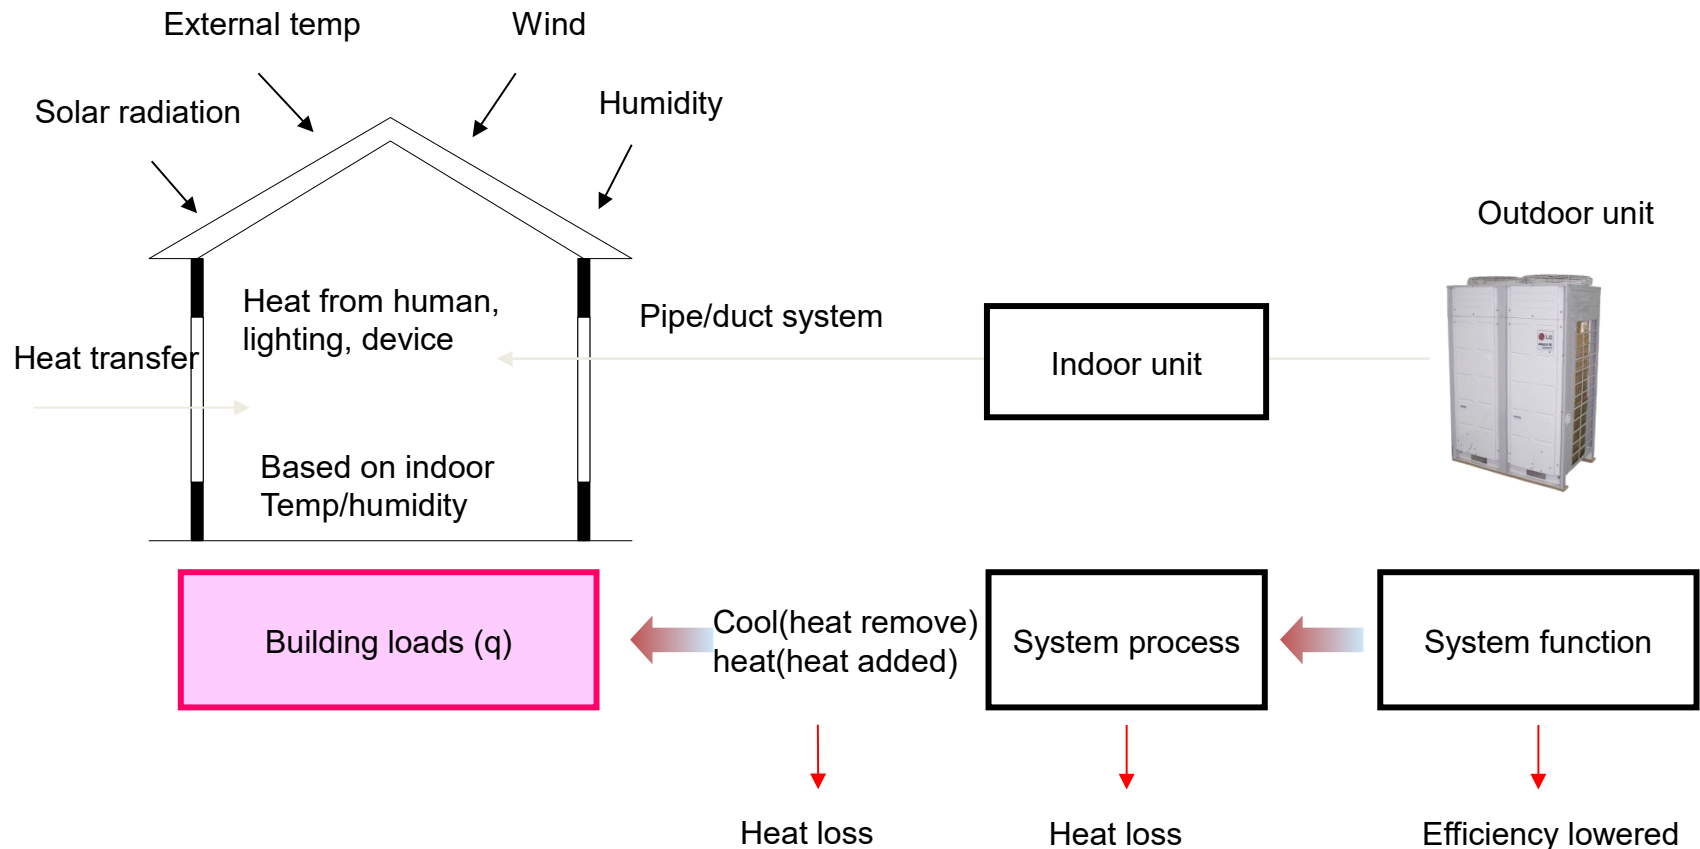 External temp
Wind
Solar radiation
Humidity
Outdoor unit
Heat from human,
lighting, device
Pipe/duct system
Heat transfer
Indoor unit
LG
Based on indoor
Temp/humidity
Building loads (q)
Cool(heat remove)
heat(heat added)
System process
System function
Heat loss
Heat loss
Efficiency lowered